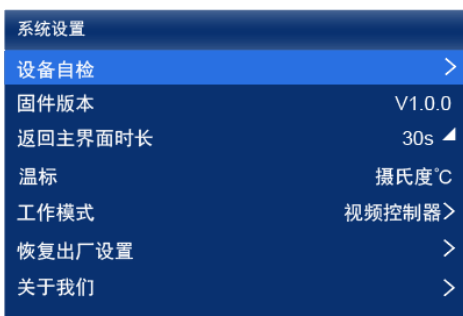 系统设置
设备自检 >
固件版本 V1.0.0
返回主界面时长 30s
温标 摄氏度℃
工作模式 视频控制器>
恢复出厂设置 >
关于我们 >